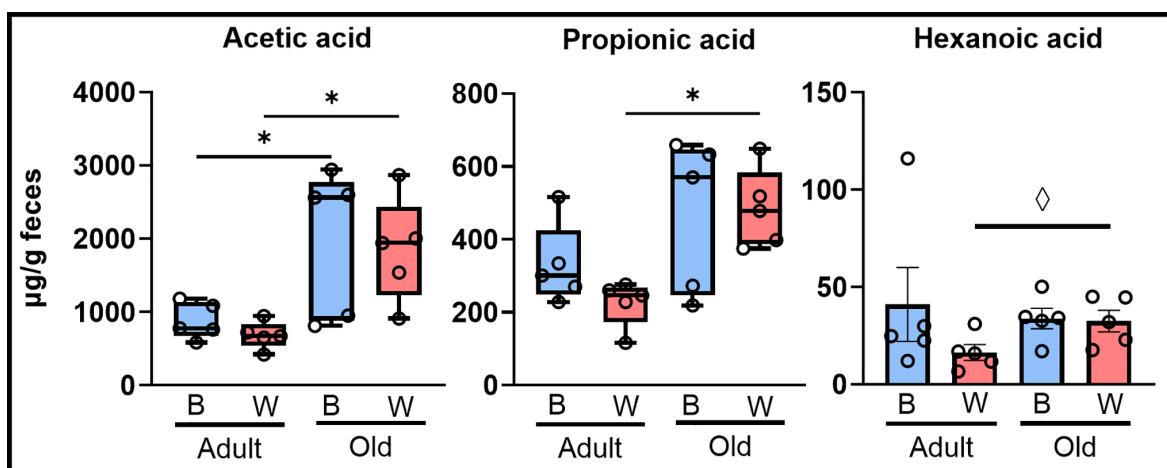 Acetic acid
Propionic acid
Hexanoic acid
µg/g feces
4000
3000
2000
1000
0
*
*
B W B W
Adult Old
800
600
400
200
0
*
B W B W
Adult Old
150
100
50
0
◊
B W B W
Adult Old